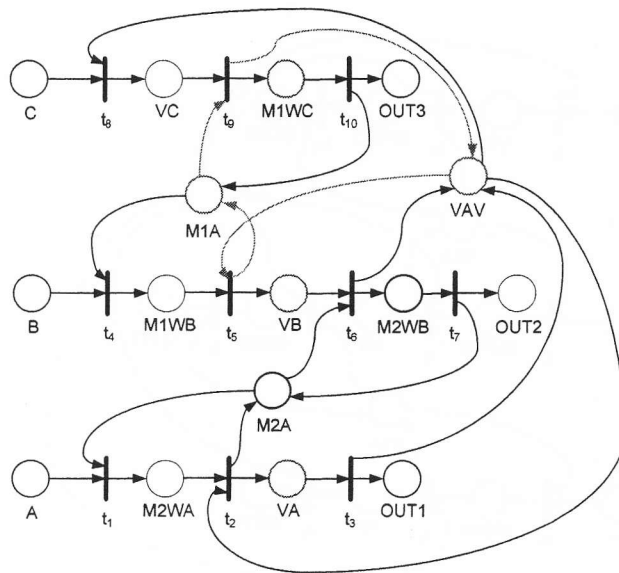 C t8 VC t9 M1WC t10 OUT3
VAV
M1A
B t4 M1WB t5 VB t6 M2WB t7 OUT2
M2A
A t1 M2WA t2 VA t3 OUT1